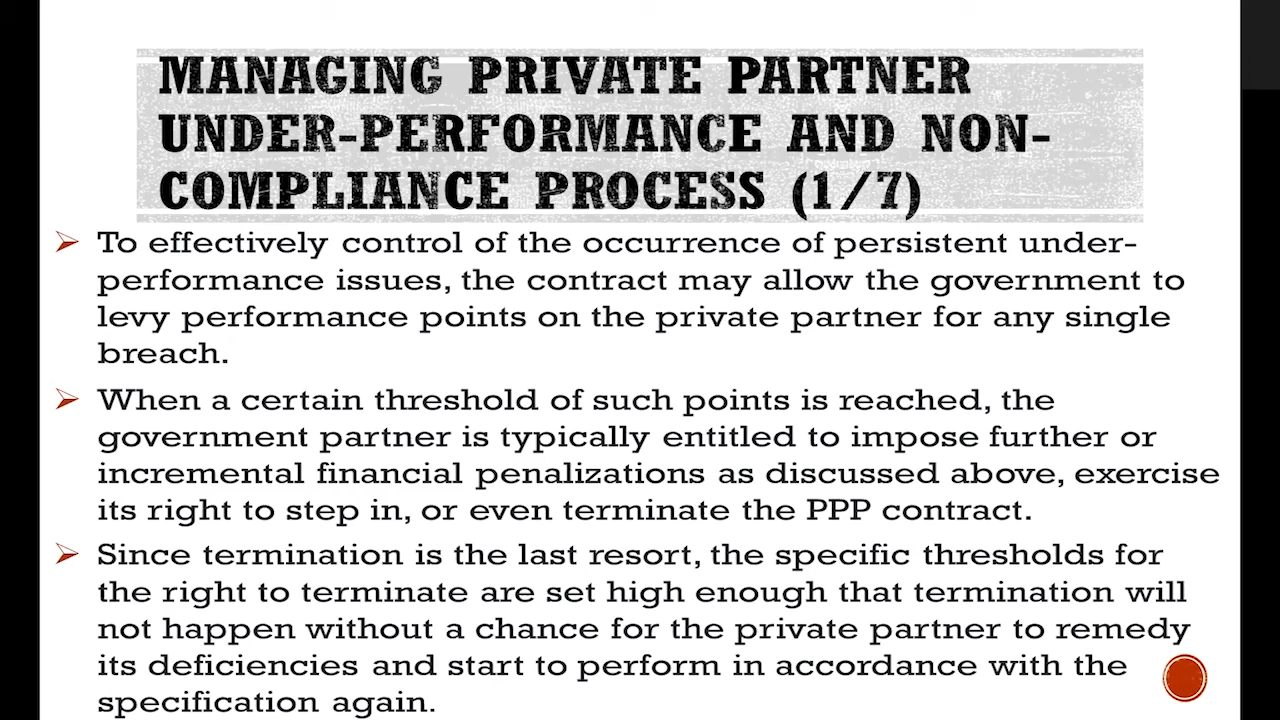 MANAGING PRIVATE PARTNER
UNDER-PERFORMANCE AND NON-
COMPLIANCE PROCESS (1/7)
To effectively control of the occurrence of persistent under-
performance issues, the contract may allow the government to
levy performance points on the private partner for any single
breach.
When a certain threshold of such points is reached, the
government partner is typically entitled to impose further or
incremental financial penalizations as discussed above, exercise
its right to step in, or even terminate the PPP contract.
Since termination is the last resort, the specific thresholds for
the right to terminate are set high enough that termination will
not happen without a chance for the private partner to remedy
its deficiencies and start to perform in accordance with the
specification again.